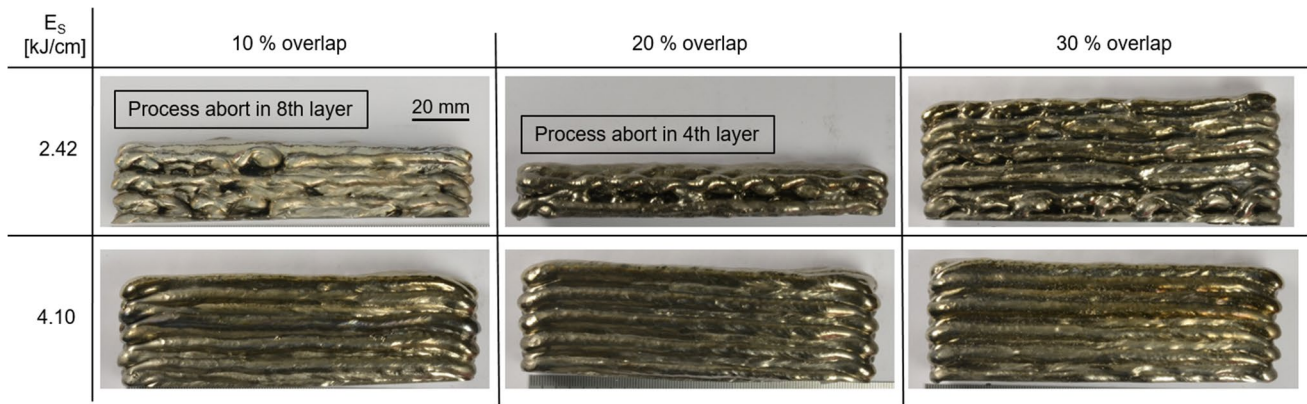 E_S
[kJ/cm]
10 % overlap
20 % overlap
30 % overlap
2.42
Process abort in 8th layer
20 mm
Process abort in 4th layer
4.10